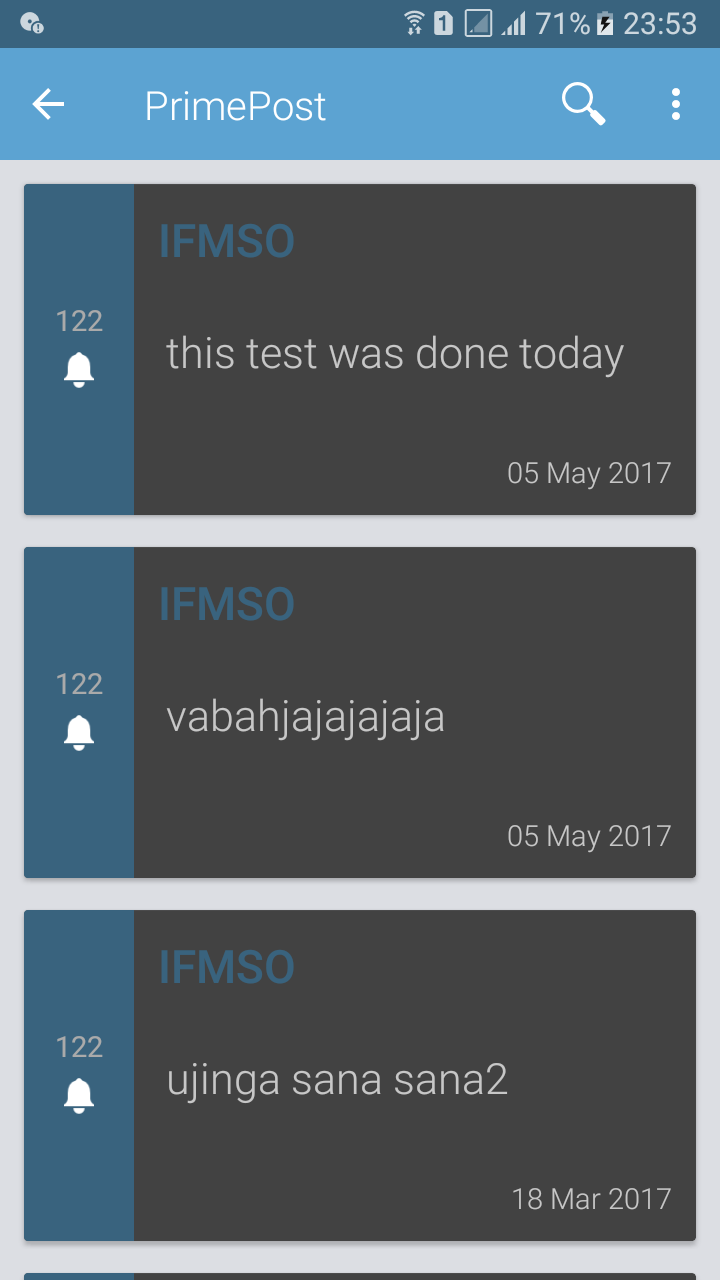 1 71% 23:53
PrimePost
IFMSO
122
this test was done today
05 May 2017
IFMSO
122
vabahjajajajaja
05 May 2017
IFMSO
122
ujinga sana sana2
18 Mar 2017